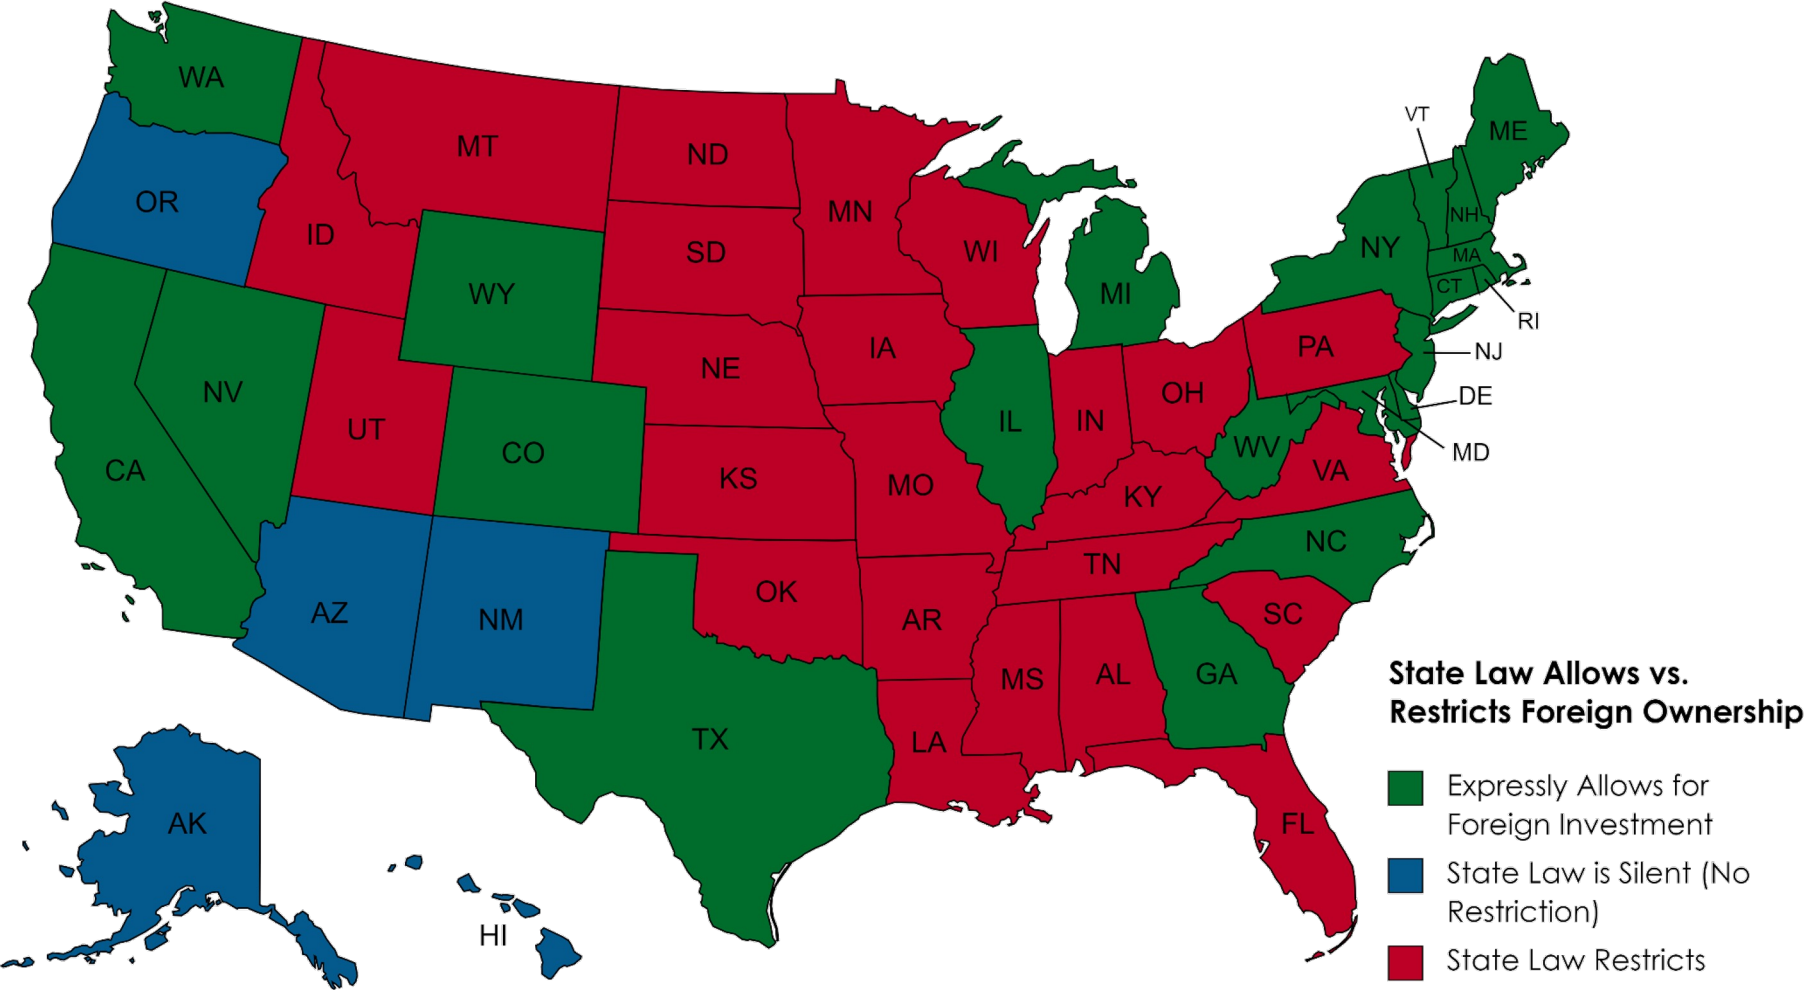 WA
VT
ME
MT
ND
OR
MN
NH
ID
SD
WI
NY
MA
WY
MI
CT
RI
IA
PA
NJ
NE
NV
OH
DE
UT
IL
IN
CO
WV
MD
CA
KS
MO
VA
KY
NC
TN
OK
AZ
NM
AR
SC
MS
AL
GA
State Law Allows vs.
Restricts Foreign Ownership
TX
LA
Expressly Allows for
Foreign Investment
AK
FL
State Law is Silent (No
Restriction)
HI
State Law Restricts